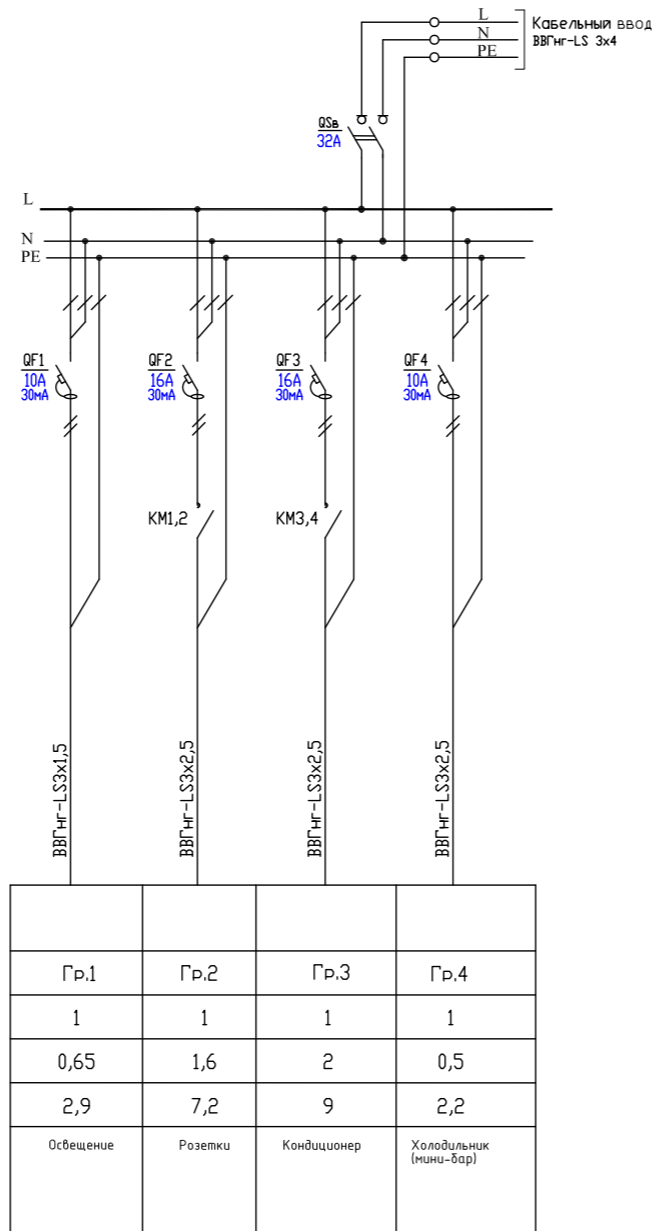 L
N
PE
Кабельный ввод
ВВГнг-LS 3х4
QSв
32А
L
N
PE
QF1
10А
30мА
QF2
16А
30мА
QF3
16А
30мА
QF4
10А
30мА
КМ1,2
КМ3,4
ВВГнг-LS3х1,5
ВВГнг-LS3х2,5
ВВГнг-LS3х2,5
ВВГнг-LS3х2,5
Гр.1 Гр.2 Гр.3 Гр.4
1 1 1 1
0,65 1,6 2 0,5
2,9 7,2 9 2,2
Освещение Розетки Кондиционер Холодильник
(мини-бар)